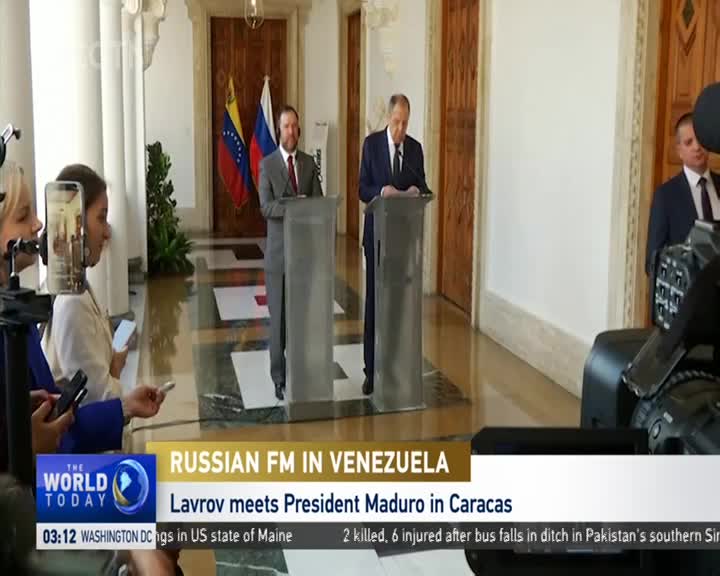 RUSSIAN FM IN VENEZUELA
THE
WORLD
TODAY
Lavrov meets President Maduro in Caracas
03:12 WASHINGTON DC
ngs in US state of Maine 2 killed, 6 injured after bus falls in ditch in Pakistan's southern Sin